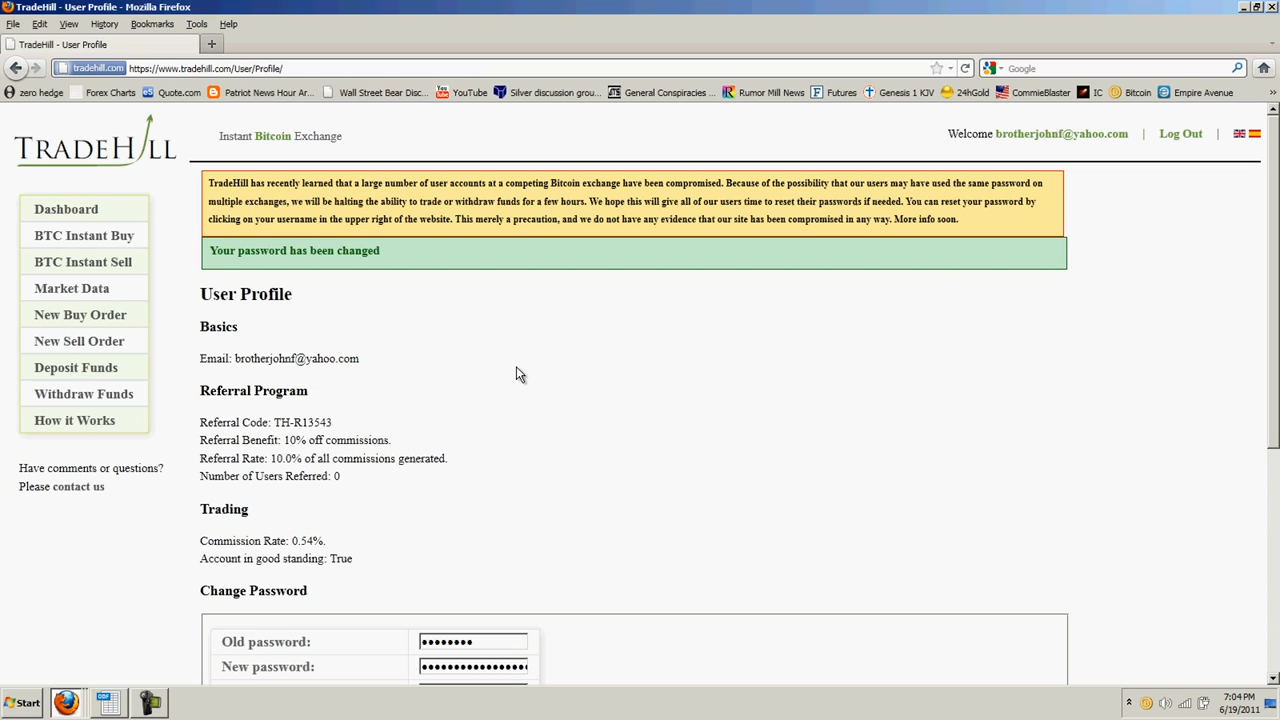 TradeHill - User Profile - Mozilla Firefox
File Edit View History Bookmarks Tools Help
TradeHill - User Profile
tradehill.com https://www.tradehill.com/User/Profile/
Google
zero hedge Forex Charts Quote.com Patriot News Hour Ar... Wall Street Bear Disc... YouTube Silver discussion grou... General Conspiracies ... Rumor Mill News Futures Genesis 1 KJV 24hGold CommieBlaster IC Bitcoin Empire Avenue
TRADEHILL
Instant Bitcoin Exchange
Welcome brotherjohnf@yahoo.com | Log Out |
TradeHill has recently learned that a large number of user accounts at a competing Bitcoin exchange have been compromised. Because of the possibility that our users may have used the same password on
multiple exchanges, we will be halting the ability to trade or withdraw funds for a few hours. We hope this will give all of our users time to reset their passwords if needed. You can reset your password by
clicking on your username in the upper right of the website. This merely a precaution, and we do not have any evidence that our site has been compromised in any way. More info soon.
Your password has been changed
Dashboard
BTC Instant Buy
BTC Instant Sell
Market Data
New Buy Order
New Sell Order
Deposit Funds
Withdraw Funds
How it Works
Have comments or questions?
Please contact us
User Profile
Basics
Email: brotherjohnf@yahoo.com
Referral Program
Referral Code: TH-R13543
Referral Benefit: 10% off commissions.
Referral Rate: 10.0% of all commissions generated.
Number of Users Referred: 0
Trading
Commission Rate: 0.54%.
Account in good standing: True
Change Password
Old password: ••••••••
New password: •••••••••••••••••
Start
7:04 PM
6/19/2011